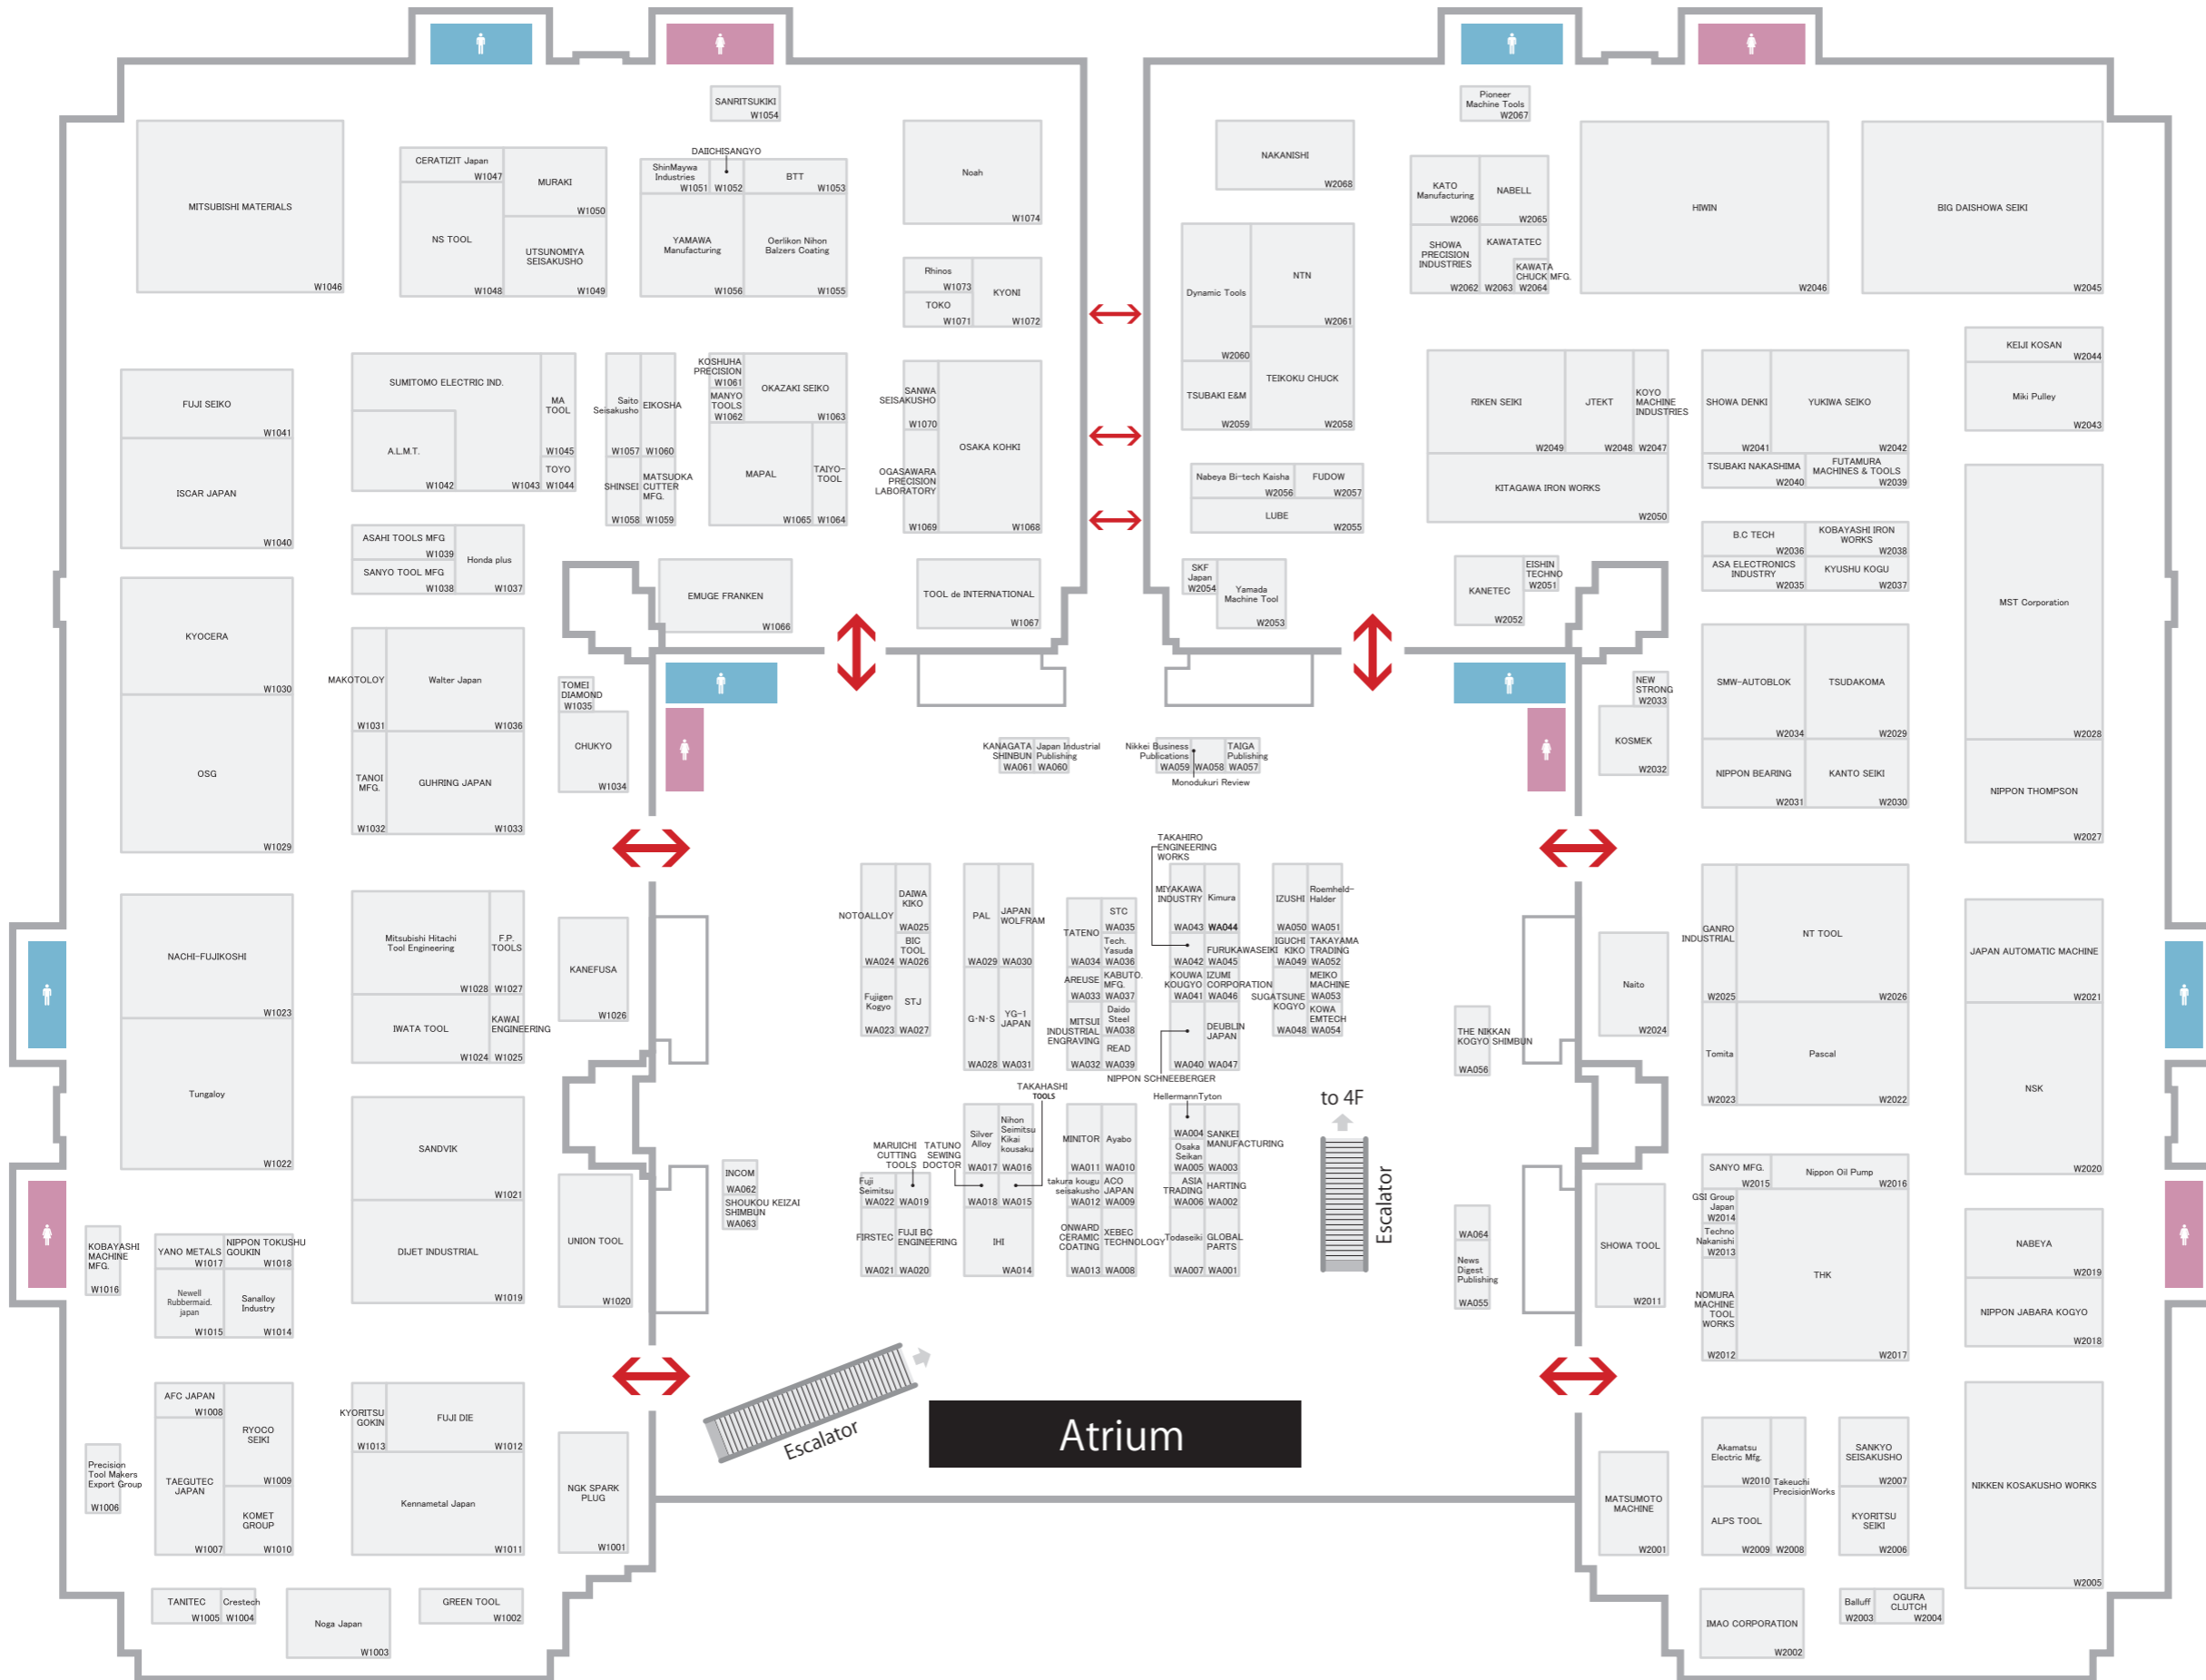 SANRITSUKIKI
W1054
Pioneer
Machine Tools
W2067
MITSUBISHI MATERIALS
W1046
CERATIZIT Japan
W1047
MURAKI
W1050
NS TOOL
W1048
UTSUNOMIYA
SEISAKUSHO
W1049
DAIICHISANGYO
ShinMaywa
Industries
W1051
W1052
BTT
W1053
YAMAWA
Manufacturing
W1056
Oerlikon Nihon
Balzers Coating
W1055
Noah
W1074
Rhinos
W1073
TOKO
W1071
KYONI
W1072
NAKANISHI
W2068
Dynamic Tools
W2060
NTN
W2061
TSUBAKI E&M
W2059
TEIKOKU CHUCK
W2058
KATO
Manufacturing
W2066
NABELL
W2065
SHOWA
PRECISION
INDUSTRIES
W2062
KAWATATEC
W2063
KAWATA
CHUCK MFG.
W2064
HIWIN
W2046
BIG DAISHOWA SEIKI
W2045
KEIJI KOSAN
W2044
Miki Pulley
W2043
FUJI SEIKO
W1041
ISCAR JAPAN
W1040
SUMITOMO ELECTRIC IND.
W1043
A.L.M.T.
W1042
MA
TOOL
W1045
TOYO
W1044
Saito
Seisakusho
W1057
EIKOSHA
W1060
SHINSEI
W1058
MATSUOKA
CUTTER
MFG.
W1059
KOSHUHA
PRECISION
W1061
MANYO
TOOLS
W1062
OKAZAKI SEIKO
W1063
MAPAL
W1065
TAIYO-
TOOL
W1064
SANWA
SEISAKUSHO
W1070
OGASAWARA
PRECISION
LABORATORY
W1069
OSAKA KOHKI
W1068
Nabeya Bi-tech Kaisha
W2056
FUDOW
W2057
LUBE
W2055
RIKEN SEIKI
W2049
JTEKT
W2048
KOYO
MACHINE
INDUSTRIES
W2047
KITAGAWA IRON WORKS
W2050
SHOWA DENKI
W2041
YUKIWA SEIKO
W2042
TSUBAKI NAKASHIMA
W2040
FUTAMURA
MACHINES & TOOLS
W2039
B.C TECH
W2036
KOBAYASHI IRON
WORKS
W2038
ASA ELECTRONICS
INDUSTRY
W2035
KYUSHU KOGU
W2037
MST Corporation
W2028
ASAHI TOOLS MFG
W1039
SANYO TOOL MFG
W1038
Honda plus
W1037
EMUGE FRANKEN
W1066
TOOL de INTERNATIONAL
W1067
SKF
Japan
W2054
Yamada
Machine Tool
W2053
KANETEC
W2052
EISHIN
TECHNO
W2051
KYOCERA
W1030
OSG
W1029
MAKOTOLOY
W1031
Walter Japan
W1036
TANOI
MFG.
W1032
GUHRING JAPAN
W1033
TOMEI
DIAMOND
W1035
CHUKYO
W1034
KANAGATA
SHINBUN
WA061
Japan Industrial
Publishing
WA060
Nikkei Business
Publications
WA059
WA058
TAIGA
Publishing
WA057
Monodukuri Review
NEW
STRONG
W2033
KOSMEK
W2032
SMW-AUTOBLOK
W2034
TSUDAKOMA
W2029
NIPPON BEARING
W2031
KANTO SEIKI
W2030
NIPPON THOMPSON
W2027
NACHI-FUJIKOSHI
W1023
Tungaloy
W1022
Mitsubishi Hitachi
Tool Engineering
W1028
F.P.
TOOLS
W1027
IWATA TOOL
W1024
KAWAI
ENGINEERING
W1025
KANEFUSA
W1026
NOTOALLOY
WA024
DAIWA
KIKO
WA025
BIC
TOOL
WA026
Fujigen
Kogyo
WA023
STJ
WA027
PAL
WA029
JAPAN
WOLFRAM
WA030
G·N·S
WA028
YG-1
JAPAN
WA031
TATENO
WA034
STC
WA035
Tech.
Yasuda
WA036
AREUSE
WA033
KABUTO.
MFG.
WA037
MITSUI
INDUSTRIAL
ENGRAVING
WA032
Daido
Steel
WA038
READ
WA039
TAKAHIRO
ENGINEERING
WORKS
MIYAKAWA
INDUSTRY
WA043
Kimura
WA044
WA042
FURUKAWASEIKI
WA045
KOUWA
KOUGYO
WA041
IZUMI
CORPORATION
WA046
WA040
DEUBLIN
JAPAN
WA047
NIPPON SCHNEEBERGER
IZUSHI
WA050
Roemheld-
Halder
WA051
IGUCHI
KIKO
WA049
TAKAYAMA
TRADING
WA052
SUGATSUNE
KOGYO
WA048
MEIKO
MACHINE
WA053
KOWA
EMTECH
WA054
THE NIKKAN
KOGYO SHIMBUN
WA056
Naito
W2024
GANRO
INDUSTRIAL
W2025
NT TOOL
W2026
Tomita
W2023
Pascal
W2022
JAPAN AUTOMATIC MACHINE
W2021
NSK
W2020
SANDVIK
W1021
DIJET INDUSTRIAL
W1019
UNION TOOL
W1020
INCOM
WA062
SHOUKOU KEIZAI
SHIMBUN
WA063
MARUICHI
CUTTING
TOOLS
TATUNO
SEWING
DOCTOR
TAKAHASHI
TOOLS
Fuji
Seimitsu
WA022
WA019
FIRSTEC
WA021
FUJI BC
ENGINEERING
WA020
Silver
Alloy
WA017
Nihon
Seimitsu
Kikai
kousaku
WA016
WA018
WA015
IHI
WA014
MINITOR
WA011
Ayabo
WA010
takura kougu
seisakusho
WA012
ACO
JAPAN
WA009
ONWARD
CERAMIC
COATING
WA013
XEBEC
TECHNOLOGY
WA008
HellermannTyton
WA004
Osaka
Seikan
WA005
SANKEI
MANUFACTURING
WA003
ASIA
TRADING
WA006
HARTING
WA002
Todaseiki
WA007
GLOBAL
PARTS
WA001
to 4F
Escalator
WA064
News
Digest
Publishing
WA055
SHOWA TOOL
W2011
SANYO MFG.
W2015
Nippon Oil Pump
W2016
GSI Group
Japan
W2014
Techno
Nakanishi
W2013
NOMURA
MACHINE
TOOL
WORKS
W2012
THK
W2017
NABEYA
W2019
NIPPON JABARA KOGYO
W2018
KOBAYASHI
MACHINE
MFG.
W1016
YANO METALS
W1017
NIPPON TOKUSHU
GOUKIN
W1018
Newell
Rubbermaid.
japan
W1015
Sanalloy
Industry
W1014
AFC JAPAN
W1008
RYOCO
SEIKI
W1009
TAEGUTEC
JAPAN
W1007
KOMET
GROUP
W1010
Precision
Tool Makers
Export Group
W1006
KYORITSU
GOKIN
W1013
FUJI DIE
W1012
Kennametal Japan
W1011
NGK SPARK
PLUG
W1001
Escalator
Atrium
MATSUMOTO
MACHINE
W2001
Akamatsu
Electric Mfg.
W2010
Takeuchi
PrecisionWorks
W2008
ALPS TOOL
W2009
SANKYO
SEISAKUSHO
W2007
KYORITSU
SEIKI
W2006
NIKKEN KOSAKUSHO WORKS
W2005
TANITEC
W1005
Crestech
W1004
Noga Japan
W1003
GREEN TOOL
W1002
IMAO CORPORATION
W2002
Balluff
W2003
OGURA
CLUTCH
W2004